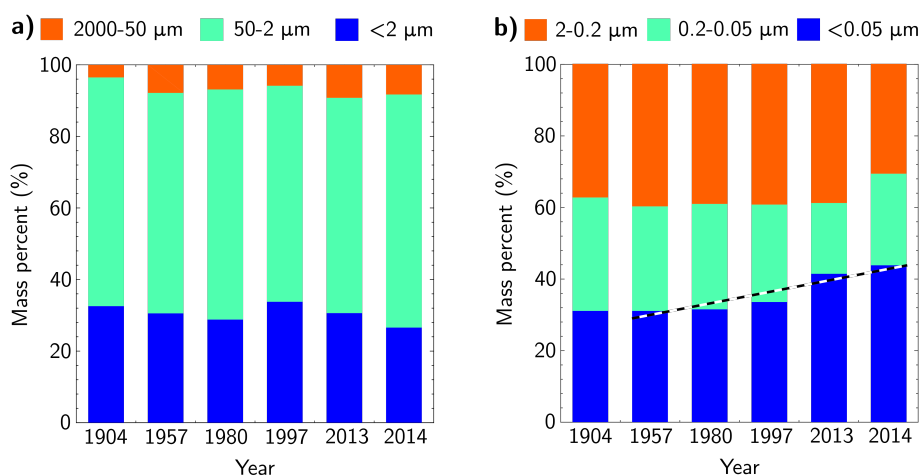 a) 2000-50 μm 50-2 μm <2 μm
100
80
60
40
20
0
Mass percent (%)
1904 1957 1980 1997 2013 2014
Year
b) 2-0.2 μm 0.2-0.05 μm <0.05 μm
100
80
60
40
20
0
Mass percent (%)
1904 1957 1980 1997 2013 2014
Year